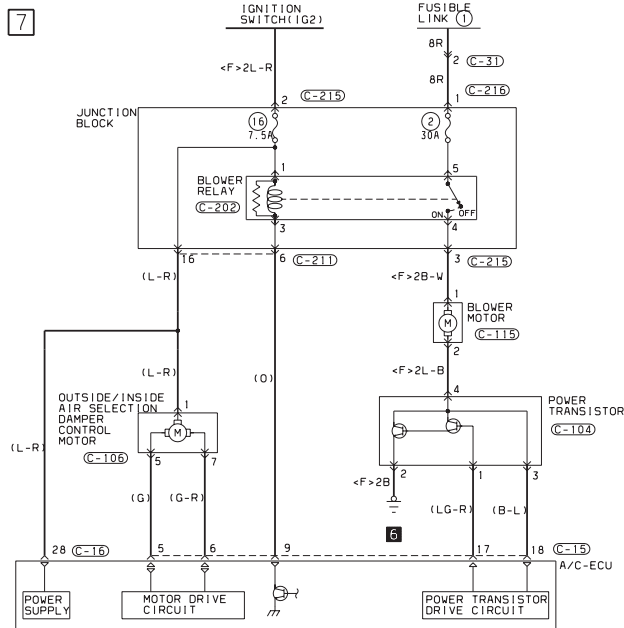 7
IGNITION
SWITCH(IG2)
FUSIBLE
LINK 1
8R
2 C-31
<F>2L-R
8R
2 C-215
1 C-216
JUNCTION
BLOCK
16
7.5A
2
30A
1
5
BLOWER
RELAY
C-202
ON
OFF
3
4
16
6 C-211
3 C-215
(L-R)
<F>2B-W
1
BLOWER
MOTOR
M
C-115
2
(L-R)
(O)
<F>2L-B
OUTSIDE/INSIDE
AIR SELECTION
DAMPER
CONTROL
MOTOR
1
M
4
POWER
TRANSISTOR
C-104
(L-R)
C-106
5
7
2
1
3
<F>2B
(G)
(G-R)
(LG-R)
(B-L)
6
28 C-16
5
6
9
17
18 C-15
A/C-ECU
POWER
SUPPLY
MOTOR DRIVE
CIRCUIT
POWER TRANSISTOR
DRIVE CIRCUIT